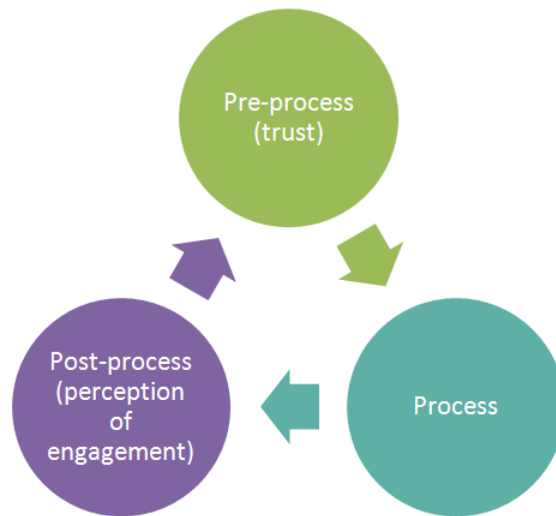 Pre-process
(trust)
Process
Post-process
(perception
of
engagement)